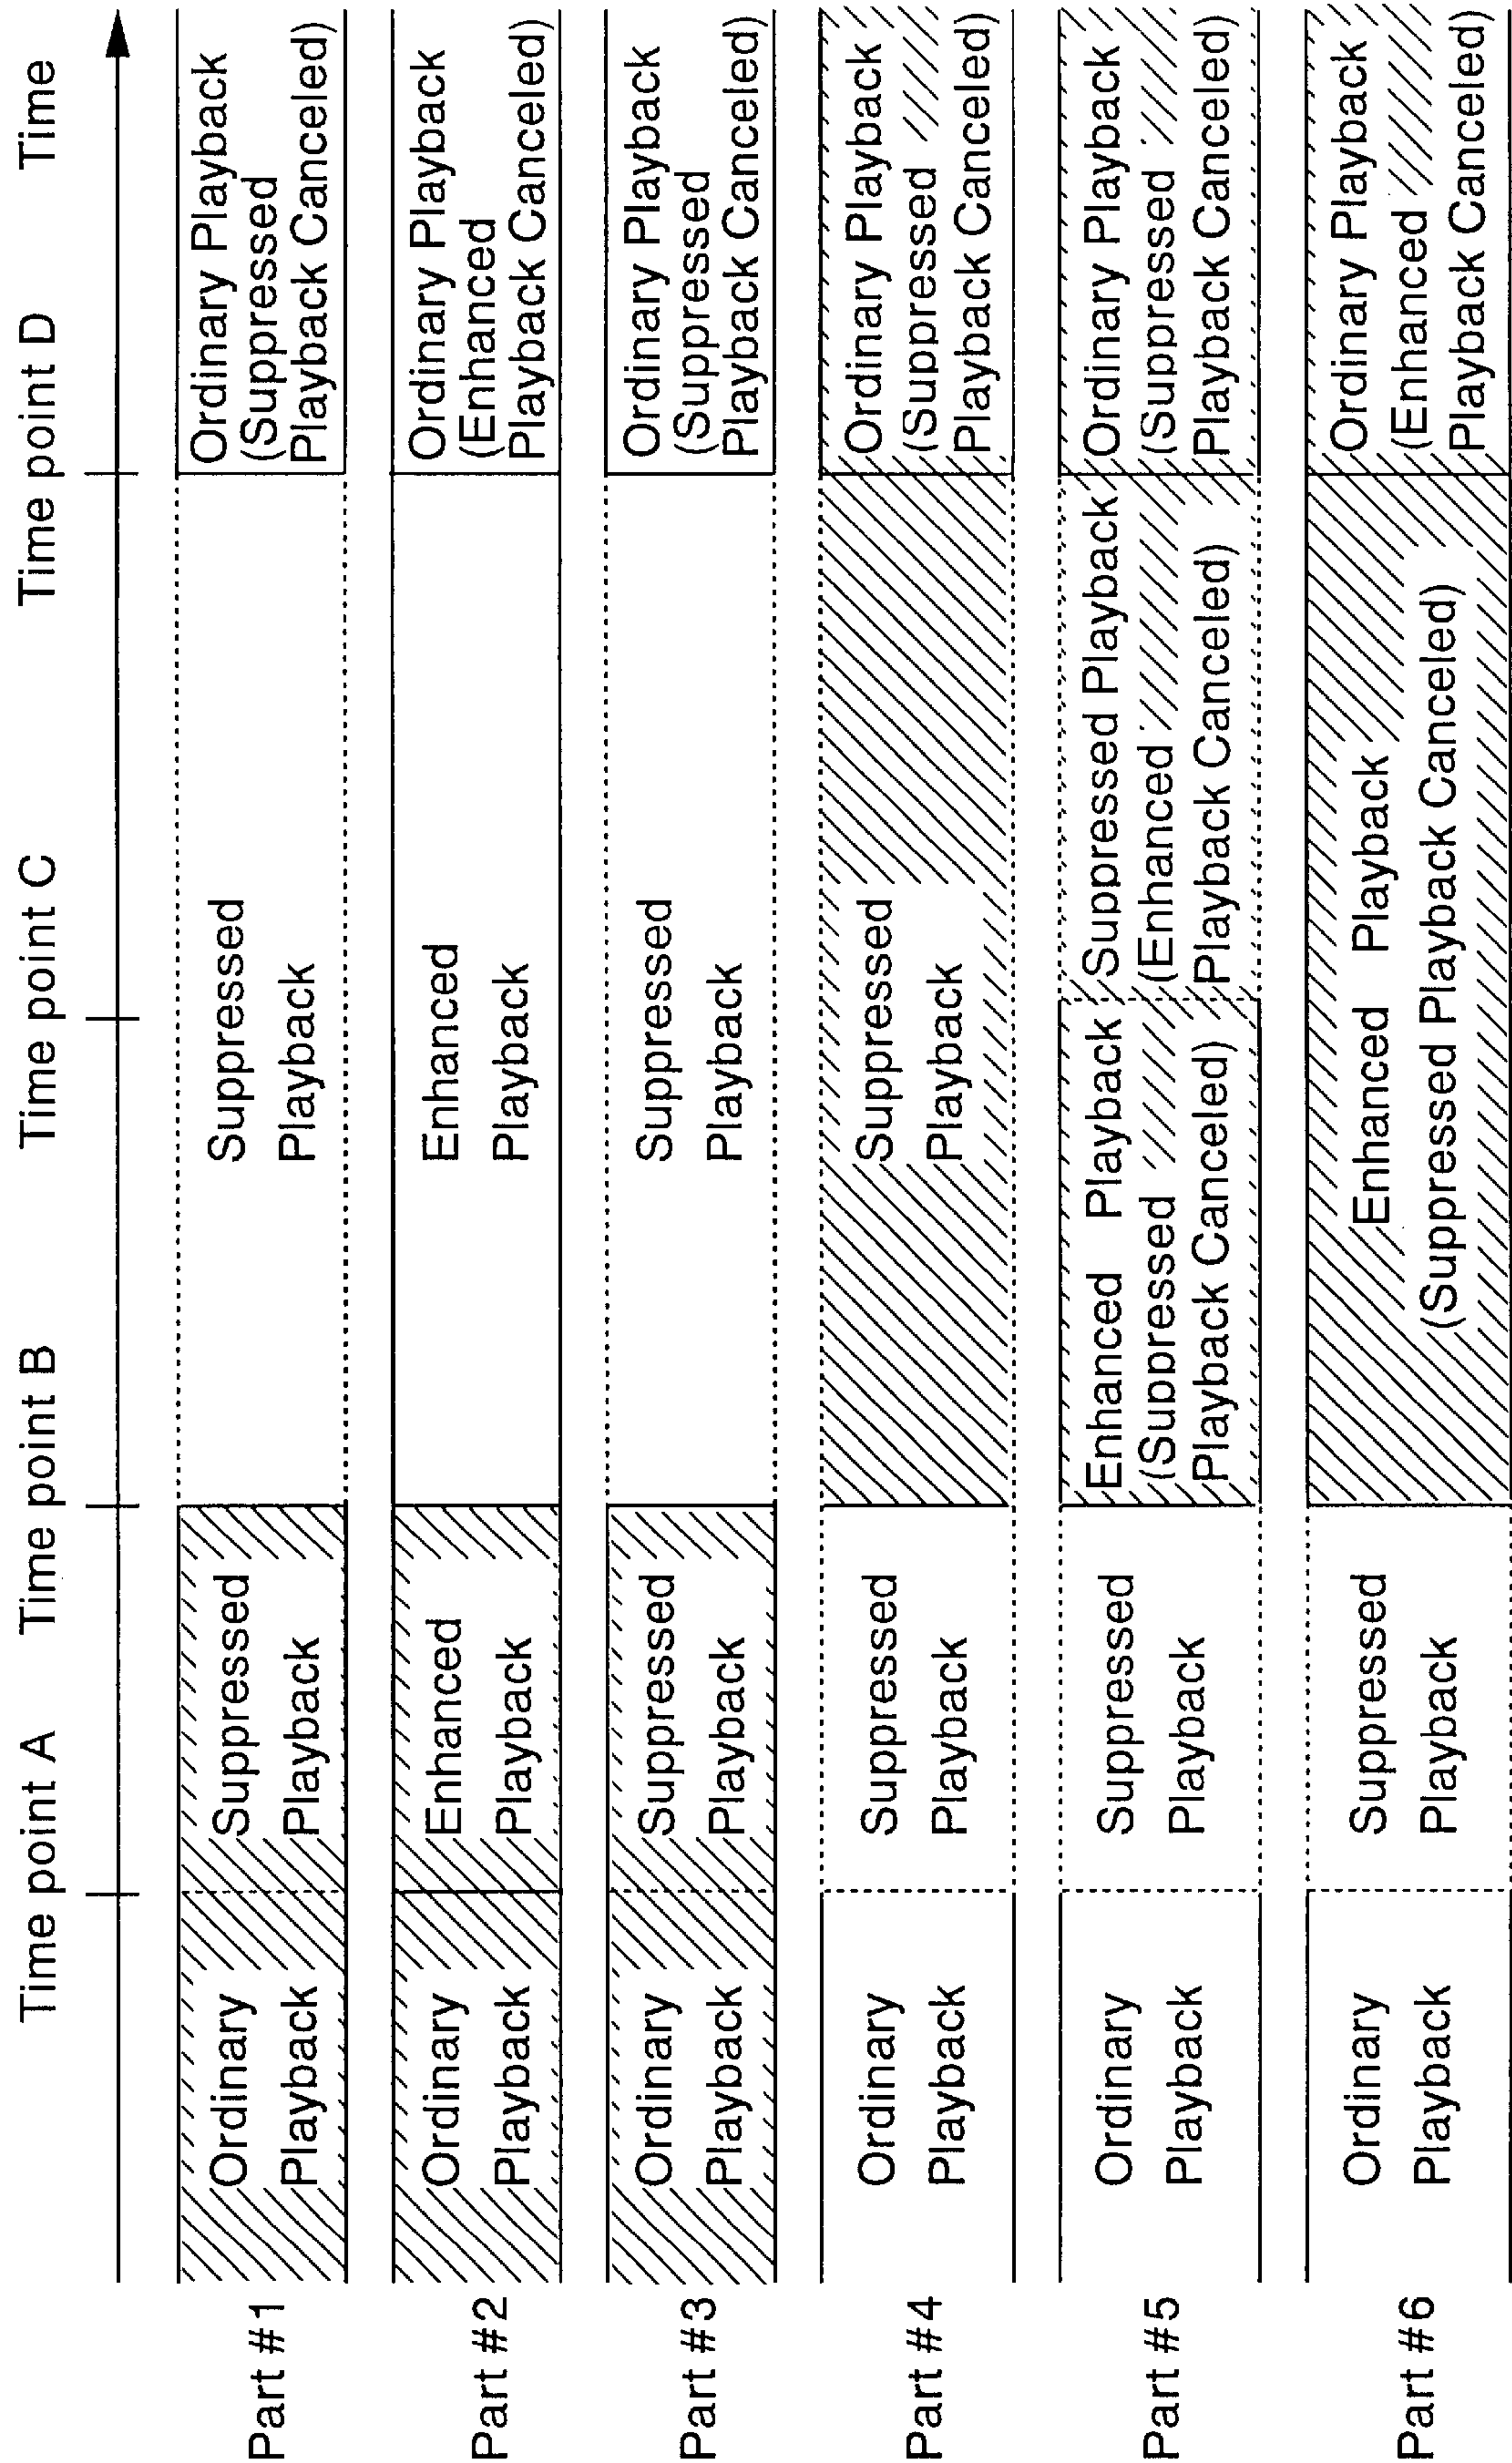 Time point A
Time point B
Time point C
Time point D
Time
Part #1
Ordinary
Playback
Suppressed
Playback
Suppressed
Playback
Ordinary Playback
(Suppressed
Playback Canceled)
Part #2
Ordinary
Playback
Enhanced
Playback
Enhanced
Playback
Ordinary Playback
(Enhanced
Playback Canceled)
Part #3
Ordinary
Playback
Suppressed
Playback
Suppressed
Playback
Ordinary Playback
(Suppressed
Playback Canceled)
Part #4
Ordinary
Playback
Suppressed
Playback
Suppressed
Playback
Ordinary Playback
(Suppressed
Playback Canceled)
Part #5
Ordinary
Playback
Suppressed
Playback
Enhanced Playback
(Suppressed
Playback Canceled)
Suppressed Playback
(Enhanced
Playback Canceled)
Ordinary Playback
(Suppressed
Playback Canceled)
Part #6
Ordinary
Playback
Suppressed
Playback
Enhanced Playback
(Suppressed Playback Canceled)
Ordinary Playback
(Enhanced
Playback Canceled)